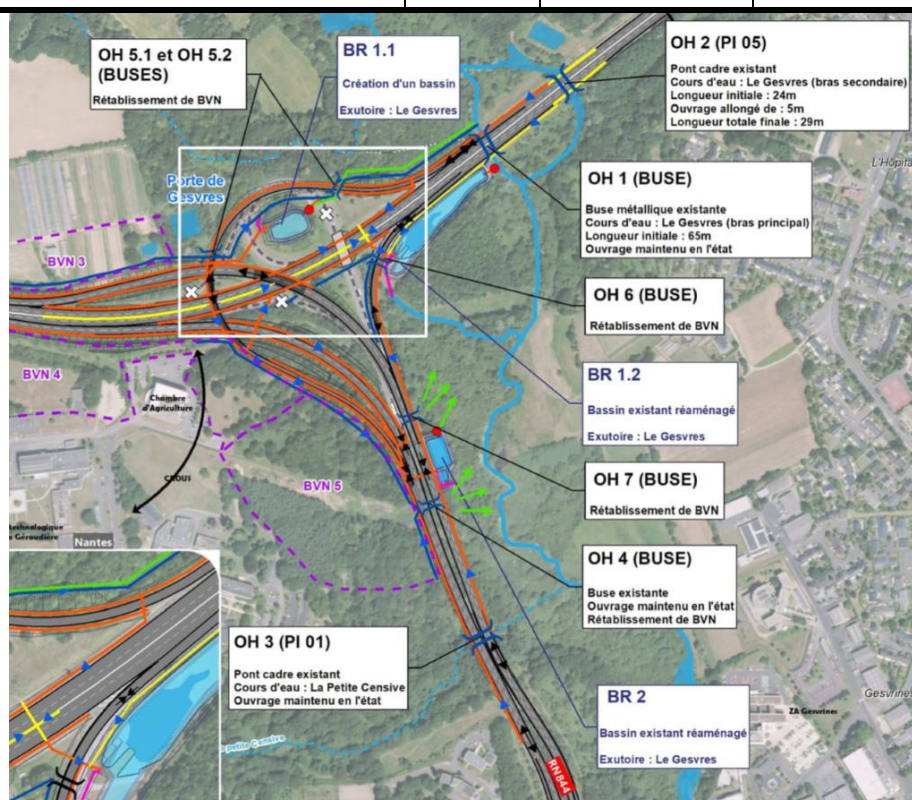 OH 5.1 et OH 5.2
(BUSES)
Rétablissement de BVN
BR 1.1
Création d'un bassin
Exutoire : Le Gesvres
OH 2 (PI 05)
Pont cadre existant
Cours d'eau : Le Gesvres (bras secondaire)
Longueur initiale : 24m
Ouvrage allongé de : 5m
Longueur totale finale : 29m
L'Hôpita
Porte de
Gesvres
OH 1 (BUSE)
Buse métallique existante
Cours d'eau : Le Gesvres (bras principal)
Longueur initiale : 65m
Ouvrage maintenu en l'état
BVN 3
OH 6 (BUSE)
Rétablissement de BVN
BVN 4
Chambre
d'Agriculture
BR 1.2
Bassin existant réaménagé
Exutoire : Le Gesvres
CROUS
BVN 5
OH 7 (BUSE)
Rétablissement de BVN
technologique
Géraudière
Nantes
OH 4 (BUSE)
Buse existante
Ouvrage maintenu en l'état
Rétablissement de BVN
OH 3 (PI 01)
Pont cadre existant
Cours d'eau : La Petite Censive
Ouvrage maintenu en l'état
BR 2
Bassin existant réaménagé
Exutoire : Le Gesvres
Gesvrines
ZA Gesvrines
petite Censive
RN844